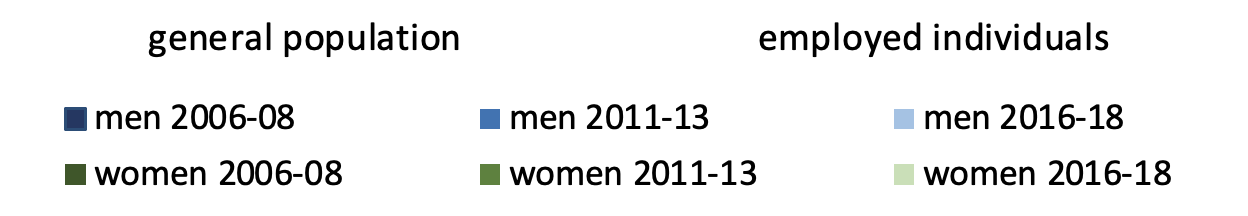 general population employed individuals
men 2006-08 men 2011-13 men 2016-18
women 2006-08 women 2011-13 women 2016-18